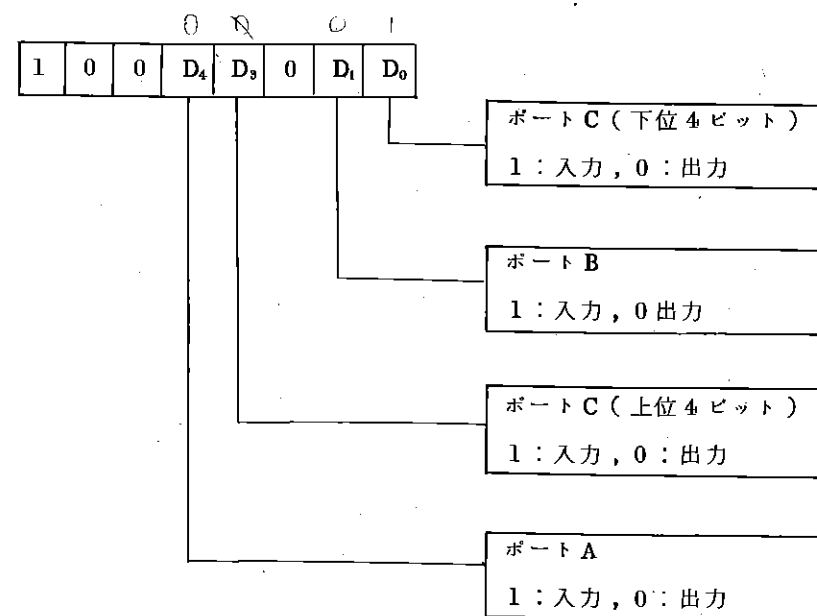 0 0 1
1 0 0 D₄ D₃ 0 D₁ D₀
ポートC(下位4ビット)
1:入力,0:出力
ポートB
1:入力,0出力
ポートC(上位4ビット)
1:入力,0:出力
ポートA
1:入力,0:出力